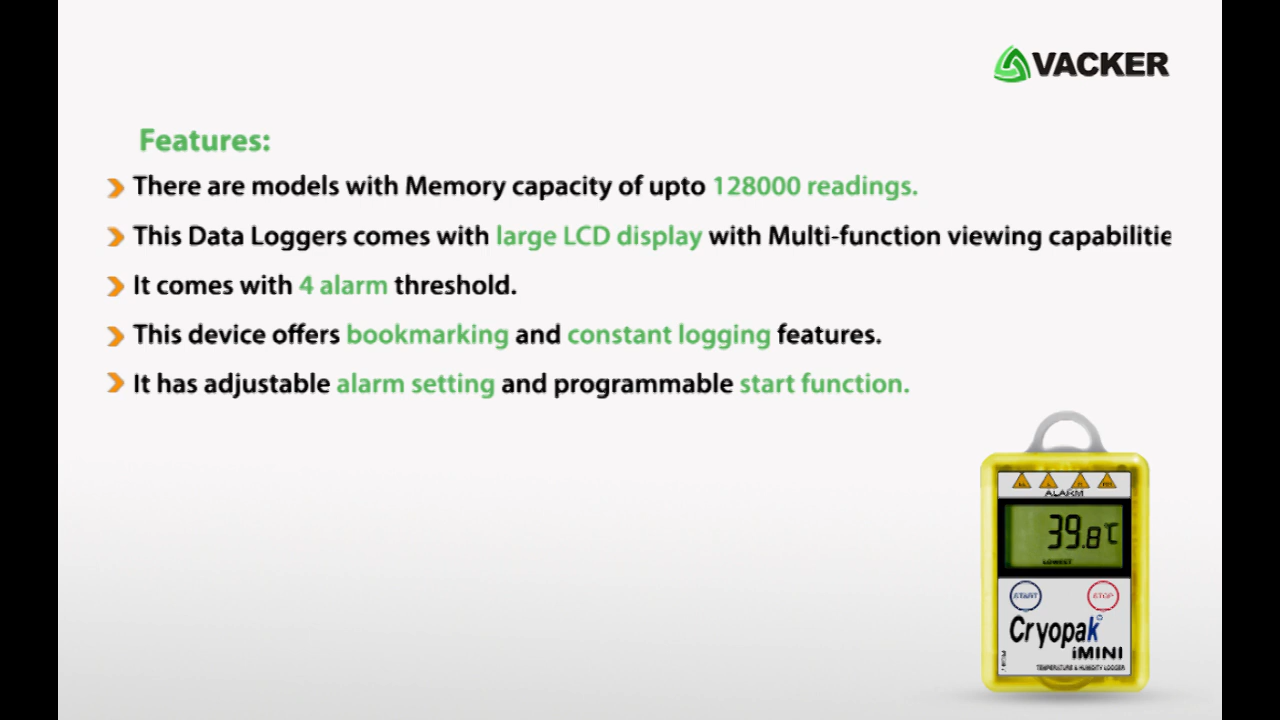 VACKER
Features:
There are models with Memory capacity of upto 128000 readings.
This Data Loggers comes with large LCD display with Multi-function viewing capabilitie
It comes with 4 alarm threshold.
This device offers bookmarking and constant logging features.
It has adjustable alarm setting and programmable start function.
ALARM
39.8°C
LOWEST
START STOP
Cryopak
iMINI
TEMPERATURE & HUMIDITY LOGGER